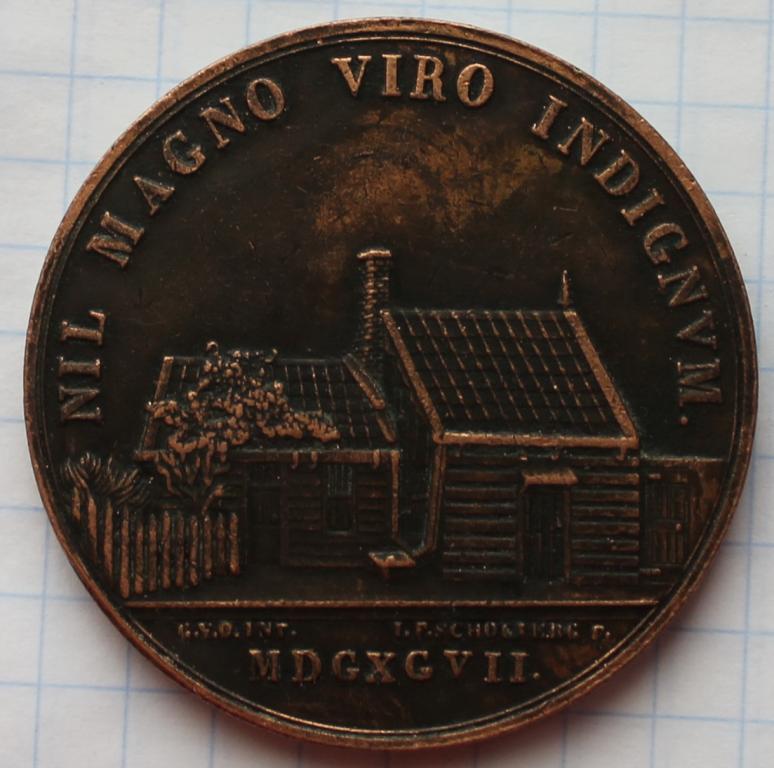 NIL MAGNO VIRO INDIGNVM.
G.V.O. INT. I.P.SCHOUBERG F.
MDGXGVII.